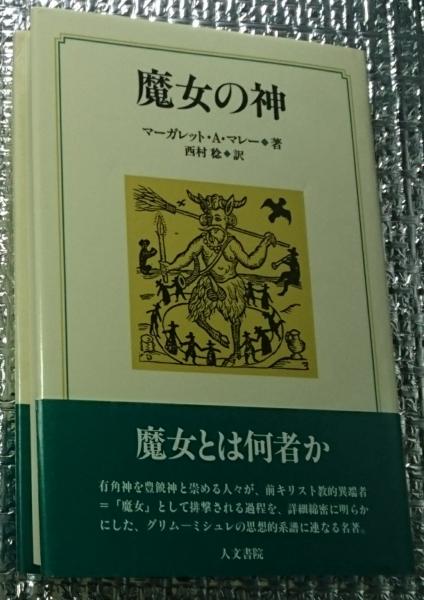 魔女の神
マーガレット・A・マレー◆著
西村 稔◆訳
魔女とは何者か
有角神を豊饒神と崇める人々が、前キリスト教的異端者
＝「魔女」として排撃される過程を、詳細綿密に明らか
にした、グリム―ミシュレの思想的系譜に連なる名著。
人文書院